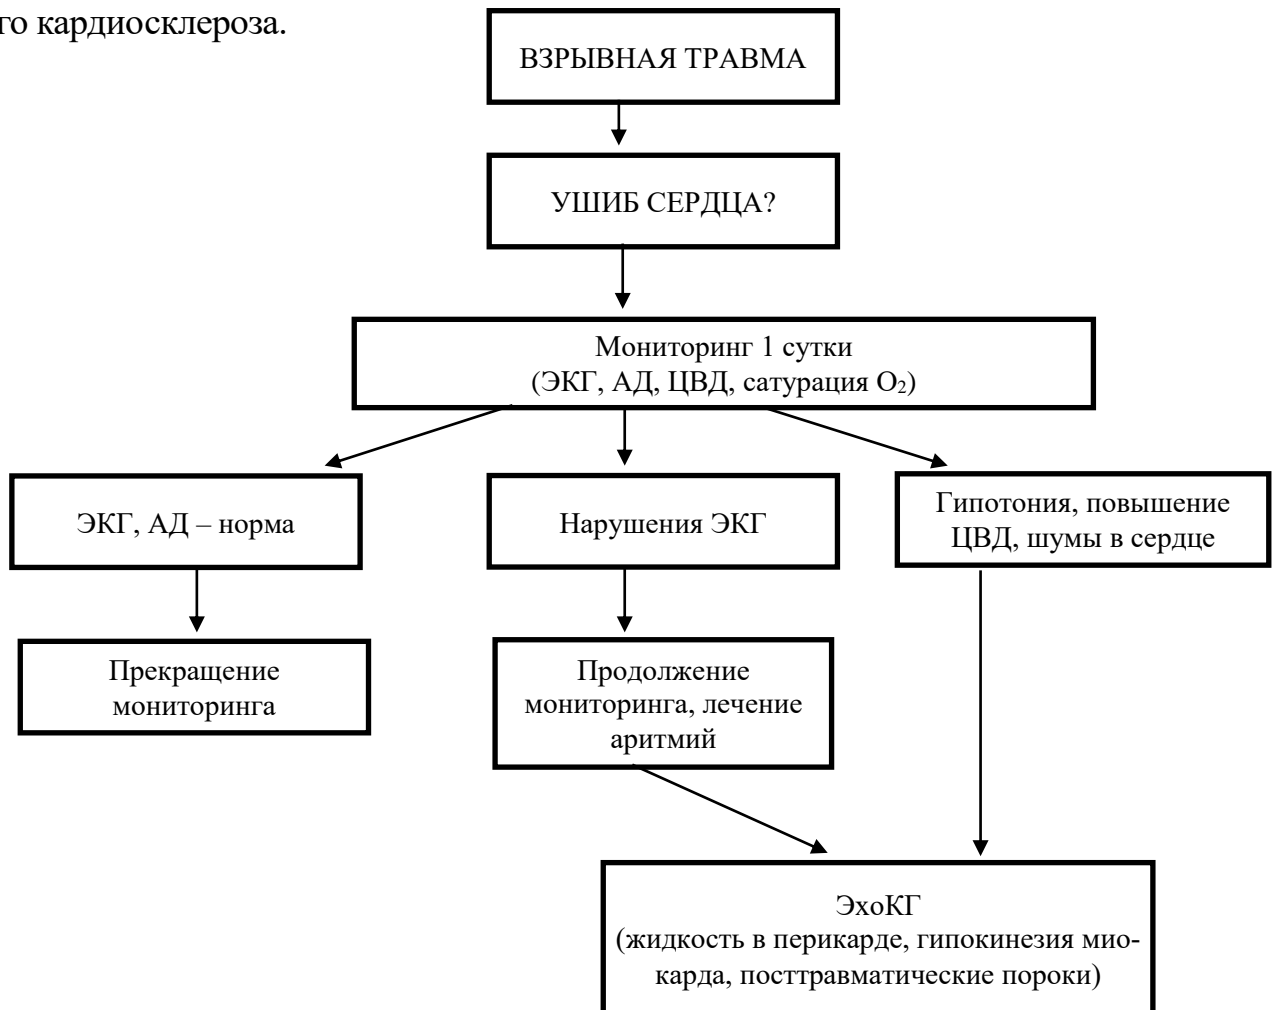 го кардиосклероза.
ВЗРЫВНАЯ ТРАВМА
УШИБ СЕРДЦА?
Мониторинг 1 сутки
(ЭКГ, АД, ЦВД, сатурация O₂)
ЭКГ, АД – норма
Нарушения ЭКГ
Гипотония, повышение
ЦВД, шумы в сердце
Прекращение
мониторинга
Продолжение
мониторинга, лечение
аритмий
ЭхоКГ
(жидкость в перикарде, гипокинезия мио-
карда, посттравматические пороки)